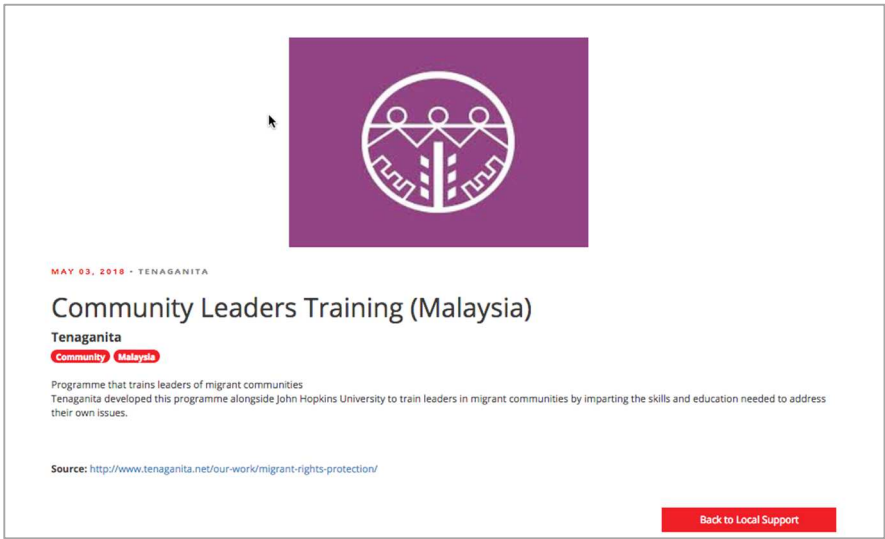 MAY 03, 2018 • TENAGANITA
Community Leaders Training (Malaysia)
Tenaganita
Community Malaysia
Programme that trains leaders of migrant communities
Tenaganita developed this programme alongside John Hopkins University to train leaders in migrant communities by imparting the skills and education needed to address
their own issues.
Source: http://www.tenaganita.net/our-work/migrant-rights-protection/
Back to Local Support